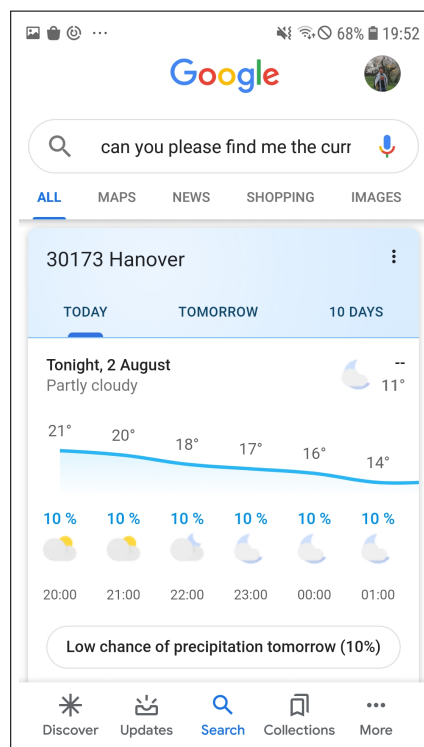 68% 19:52
Google
can you please find me the curr
ALL MAPS NEWS SHOPPING IMAGES
30173 Hanover
TODAY TOMORROW 10 DAYS
Tonight, 2 August --
Partly cloudy 11°
21° 20° 18° 17° 16° 14°
10 % 10 % 10 % 10 % 10 % 10 %
20:00 21:00 22:00 23:00 00:00 01:00
Low chance of precipitation tomorrow (10%)
Discover Updates Search Collections More